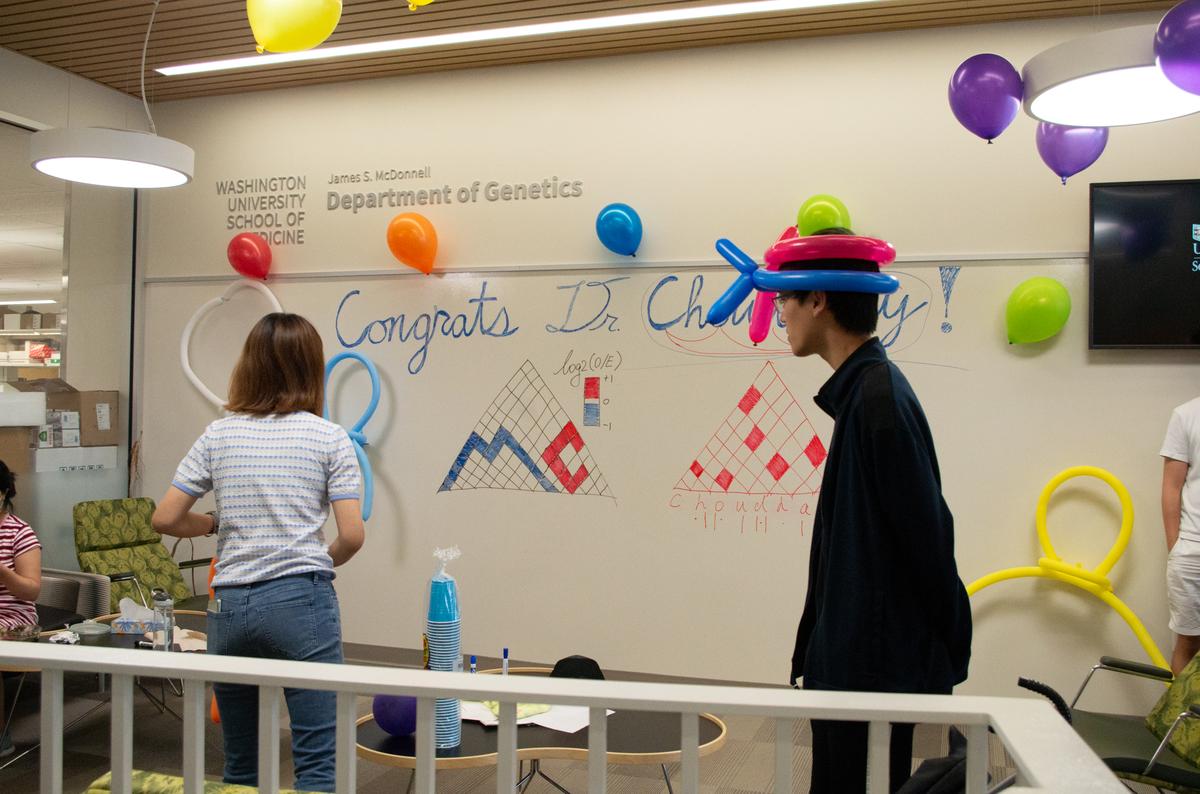 WASHINGTON
UNIVERSITY
SCHOOL OF
James S. McDonnell
Department of Genetics
Congrats Dr. !
log2(O/E)
+1
0
-1